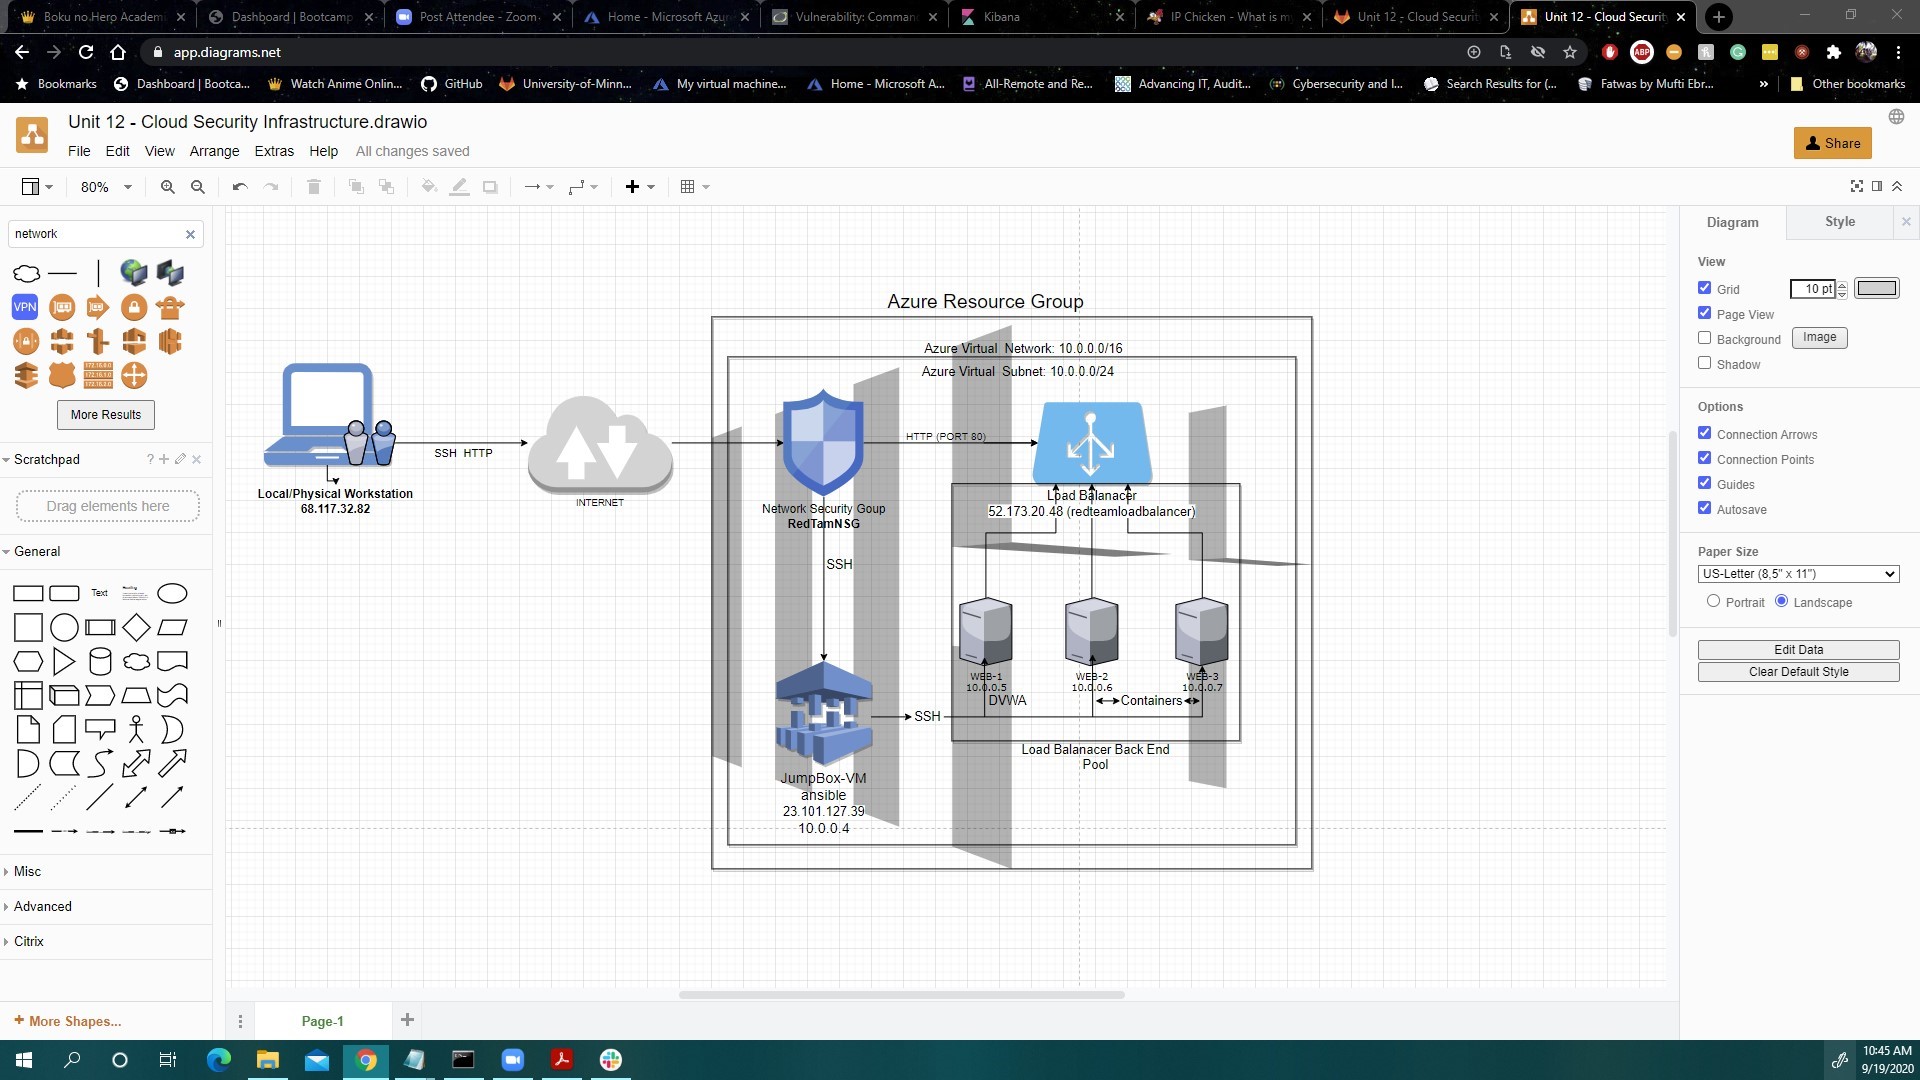 Boku no Hero Academi
Dashboard | Bootcamp
Post Attendee - Zoom
Home - Microsoft Azur
Vulnerability: Comman
Kibana
IP Chicken - What is m
Unit 12 - Cloud Securit
Unit 12 - Cloud Securit
app.diagrams.net
ABP
Bookmarks
Dashboard | Bootca...
Watch Anime Onlin...
GitHub
University-of-Minn...
My virtual machine...
Home - Microsoft A...
All-Remote and Re...
Advancing IT, Audit...
Cybersecurity and I...
Search Results for (...
Fatwas by Mufti Ebr...
»
Other bookmarks
Unit 12 - Cloud Security Infrastructure.drawio
File Edit View Arrange Extras Help All changes saved
Share
80%
network
VPN
More Results
Scratchpad
?
Drag elements here
General
Text
Heading
Misc
Advanced
Citrix
+ More Shapes...
Azure Resource Group
Azure Virtual Network: 10.0.0.0/16
Azure Virtual Subnet: 10.0.0.0/24
SSH HTTP
HTTP (PORT 80)
Local/Physical Workstation
68.117.32.82
INTERNET
Network Security Goup
RedTamNSG
Load Balanacer
52.173.20.48 (redteamloadbalancer)
SSH
WEB-1
10.0.0.5
WEB-2
10.0.0.6
WEB-3
10.0.0.7
DVWA
Containers
SSH
Load Balanacer Back End
Pool
JumpBox-VM
ansible
23.101.127.39
10.0.0.4
Page-1
Diagram
Style
View
Grid
10 pt
Page View
Background
Image
Shadow
Options
Connection Arrows
Connection Points
Guides
Autosave
Paper Size
US-Letter (8,5" x 11")
Portrait
Landscape
Edit Data
Clear Default Style
10:45 AM
9/19/2020